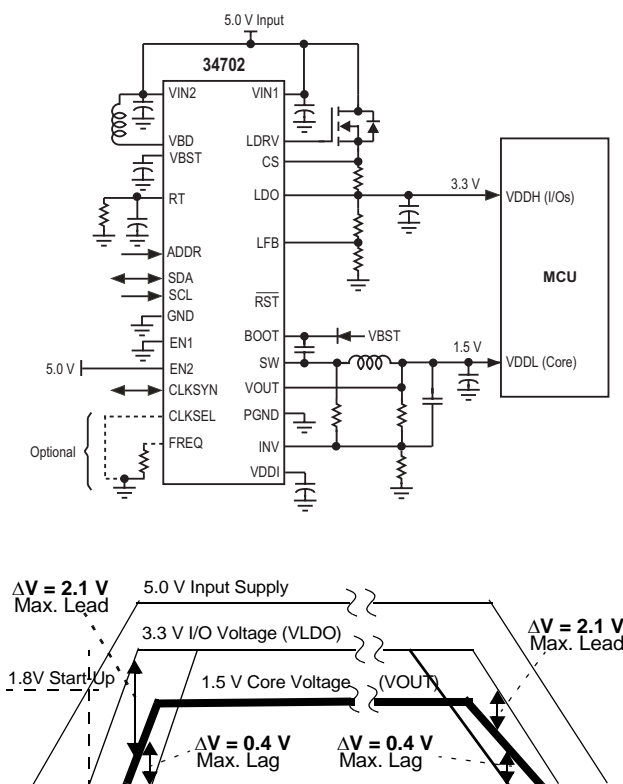 5.0 V Input
34702
VIN2
VIN1
VBD
LDRV
VBST
CS
RT
LDO
3.3 V
VDDH (I/Os)
ADDR
LFB
SDA
SCL
MCU
RST
GND
EN1
BOOT
VBST
5.0 V
EN2
SW
1.5 V
VDDL (Core)
CLKSYN
VOUT
CLKSEL
PGND
Optional
FREQ
INV
VDDI
ΔV = 2.1 V
Max. Lead
5.0 V Input Supply
3.3 V I/O Voltage (VLDO)
ΔV = 2.1 V
Max. Lead
1.8V Start-Up
1.5 V Core Voltage (VOUT)
ΔV = 0.4 V
Max. Lag
ΔV = 0.4 V
Max. Lag